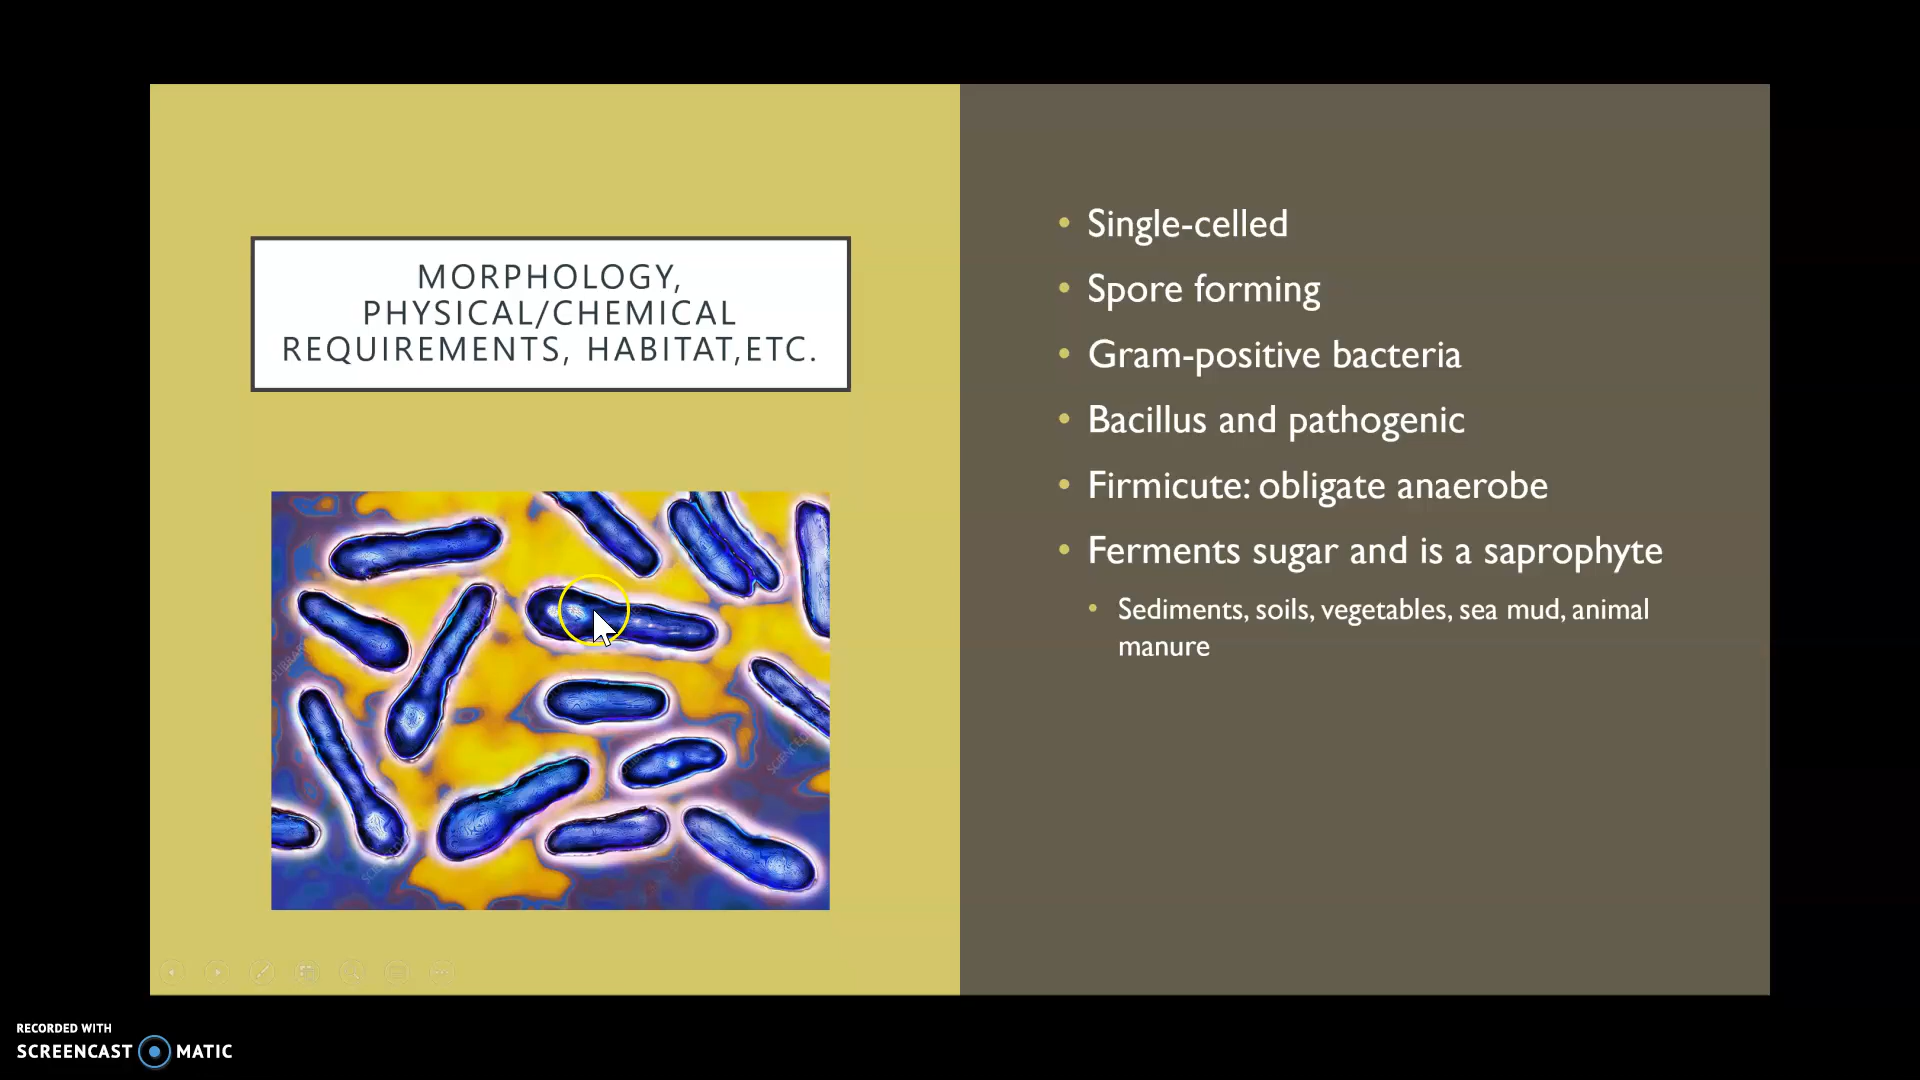 MORPHOLOGY,
PHYSICAL/CHEMICAL
REQUIREMENTS, HABITAT,ETC.
• Single-celled
• Spore forming
• Gram-positive bacteria
• Bacillus and pathogenic
• Firmicute: obligate anaerobe
• Ferments sugar and is a saprophyte
• Sediments, soils, vegetables, sea mud, animal
manure
RECORDED WITH
SCREENCAST MATIC